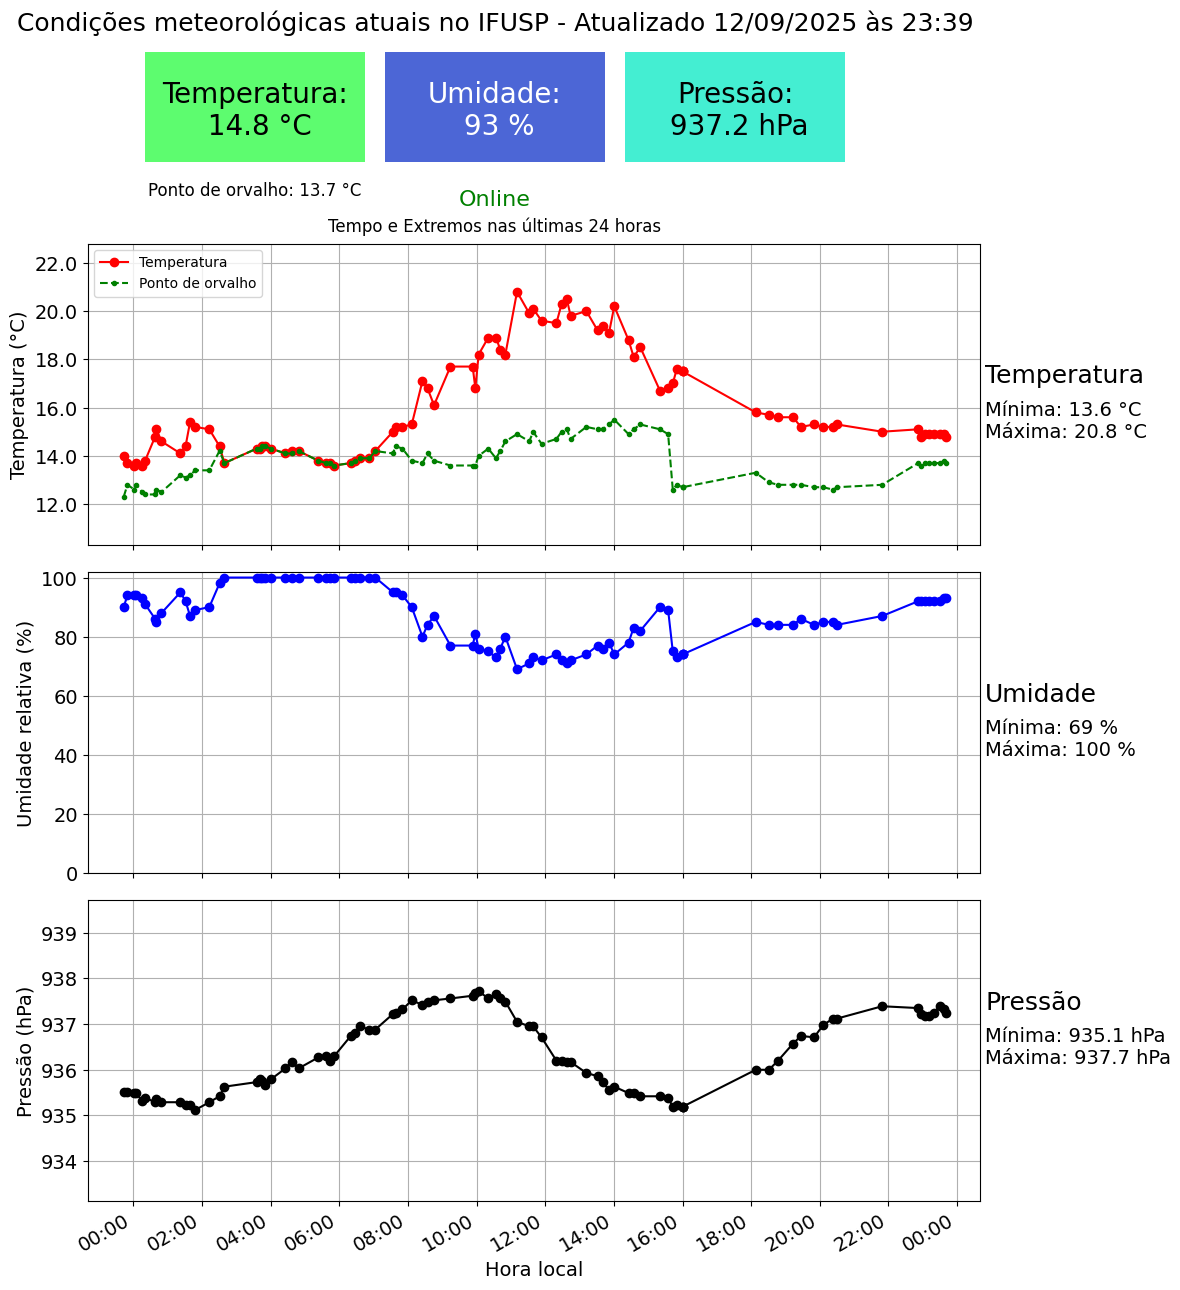 Condições meteorológicas atuais no IFUSP - Atualizado 12/09/2025 às 23:39
Temperatura:
14.8 °C
Umidade:
93 %
Pressão:
937.2 hPa
Ponto de orvalho: 13.7 °C
Online
Tempo e Extremos nas últimas 24 horas
Temperatura
Ponto de orvalho
Temperatura (°C)
22.0
20.0
18.0
16.0
14.0
12.0
Temperatura
Mínima: 13.6 °C
Máxima: 20.8 °C
Umidade relativa (%)
100
80
60
40
20
0
Umidade
Mínima: 69 %
Máxima: 100 %
Pressão (hPa)
939
938
937
936
935
934
Pressão
Mínima: 935.1 hPa
Máxima: 937.7 hPa
00:00 02:00 04:00 06:00 08:00 10:00 12:00 14:00 16:00 18:00 20:00 22:00 00:00
Hora local